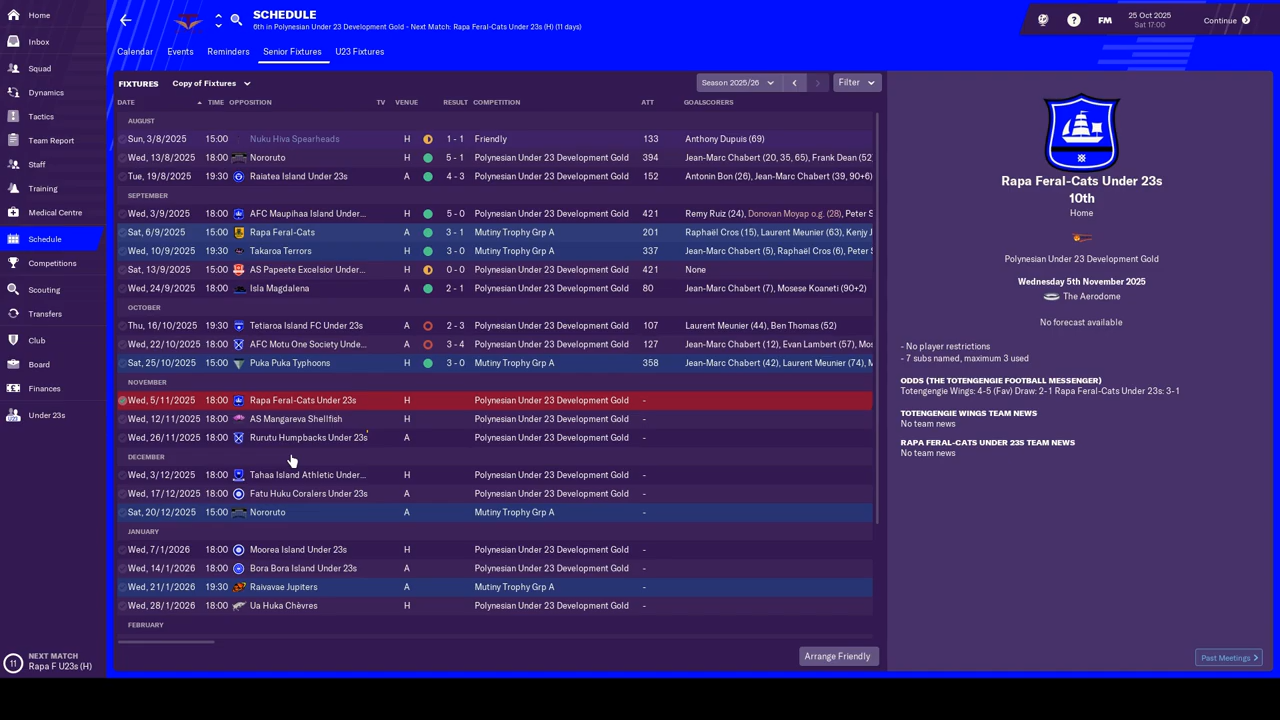 Home
Inbox
Squad
Dynamics
Tactics
Team Report
Staff
Training
Medical Centre
Schedule
Competitions
Scouting
Transfers
Club
Board
Finances
Under 23s
11 NEXT MATCH
Rapa F U23s (H)
SCHEDULE
6th in Polynesian Under 23 Development Gold - Next Match: Rapa Feral-Cats Under 23s (H) (11 days)
? FM 25 Oct 2025
Sat 17:00
Continue
Calendar Events Reminders Senior Fixtures U23 Fixtures
FIXTURES Copy of Fixtures Season 2025/26 Filter
DATE TIME OPPOSITION TV VENUE RESULT COMPETITION ATT GOALSCORERS
AUGUST
Sun, 3/8/2025 15:00 Nuku Hiva Spearheads H 1 - 1 Friendly 133 Anthony Dupuis (69)
Wed, 13/8/2025 18:00 Nororuto H 5 - 1 Polynesian Under 23 Development Gold 394 Jean-Marc Chabert (20, 35, 65), Frank Dean (52
Tue, 19/8/2025 19:30 Raiatea Island Under 23s A 4 - 3 Polynesian Under 23 Development Gold 152 Antonin Bon (26), Jean-Marc Chabert (39, 90+6)
SEPTEMBER
Wed, 3/9/2025 18:00 AFC Maupihaa Island Under... H 5 - 0 Polynesian Under 23 Development Gold 421 Remy Ruiz (24), Donovan Moyap o.g. (28), Peter S
Sat, 6/9/2025 15:00 Rapa Feral-Cats A 3 - 1 Mutiny Trophy Grp A 201 Raphaël Cros (15), Laurent Meunier (63), Kenjy J
Wed, 10/9/2025 19:30 Takaroa Terrors H 3 - 0 Mutiny Trophy Grp A 337 Jean-Marc Chabert (5), Raphaël Cros (6), Peter S
Sat, 13/9/2025 15:00 AS Papeete Excelsior Under... H 0 - 0 Polynesian Under 23 Development Gold 421 None
Wed, 24/9/2025 18:00 Isla Magdalena A 2 - 1 Polynesian Under 23 Development Gold 80 Jean-Marc Chabert (7), Mosese Koaneti (90+2)
OCTOBER
Thu, 16/10/2025 19:30 Tetiaroa Island FC Under 23s A 2 - 3 Polynesian Under 23 Development Gold 107 Laurent Meunier (44), Ben Thomas (52)
Wed, 22/10/2025 18:00 AFC Motu One Society Unde... A 3 - 4 Polynesian Under 23 Development Gold 127 Jean-Marc Chabert (12), Evan Lambert (57), Mos
Sat, 25/10/2025 15:00 Puka Puka Typhoons H 3 - 0 Mutiny Trophy Grp A 358 Jean-Marc Chabert (42), Laurent Meunier (74), M
NOVEMBER
Wed, 5/11/2025 18:00 Rapa Feral-Cats Under 23s H Polynesian Under 23 Development Gold -
Wed, 12/11/2025 18:00 AS Mangareva Shellfish H Polynesian Under 23 Development Gold -
Wed, 26/11/2025 18:00 Rurutu Humpbacks Under 23s A Polynesian Under 23 Development Gold -
DECEMBER
Wed, 3/12/2025 18:00 Tahaa Island Athletic Under... H Polynesian Under 23 Development Gold -
Wed, 17/12/2025 18:00 Fatu Huku Coralers Under 23s A Polynesian Under 23 Development Gold -
Sat, 20/12/2025 15:00 Nororuto A Mutiny Trophy Grp A -
JANUARY
Wed, 7/1/2026 18:00 Moorea Island Under 23s H Polynesian Under 23 Development Gold -
Wed, 14/1/2026 18:00 Bora Bora Island Under 23s A Polynesian Under 23 Development Gold -
Wed, 21/1/2026 19:30 Raivavae Jupiters A Mutiny Trophy Grp A -
Wed, 28/1/2026 18:00 Ua Huka Chèvres H Polynesian Under 23 Development Gold -
FEBRUARY
Arrange Friendly
Rapa Feral-Cats Under 23s
10th
Home
Polynesian Under 23 Development Gold
Wednesday 5th November 2025
The Aerodome
No forecast available
- No player restrictions
- 7 subs named, maximum 3 used
ODDS (THE TOTENGENGIE FOOTBALL MESSENGER)
Totengengie Wings: 4-5 (Fav) Draw: 2-1 Rapa Feral-Cats Under 23s: 3-1
TOTENGENGIE WINGS TEAM NEWS
No team news
RAPA FERAL-CATS UNDER 23S TEAM NEWS
No team news
Past Meetings